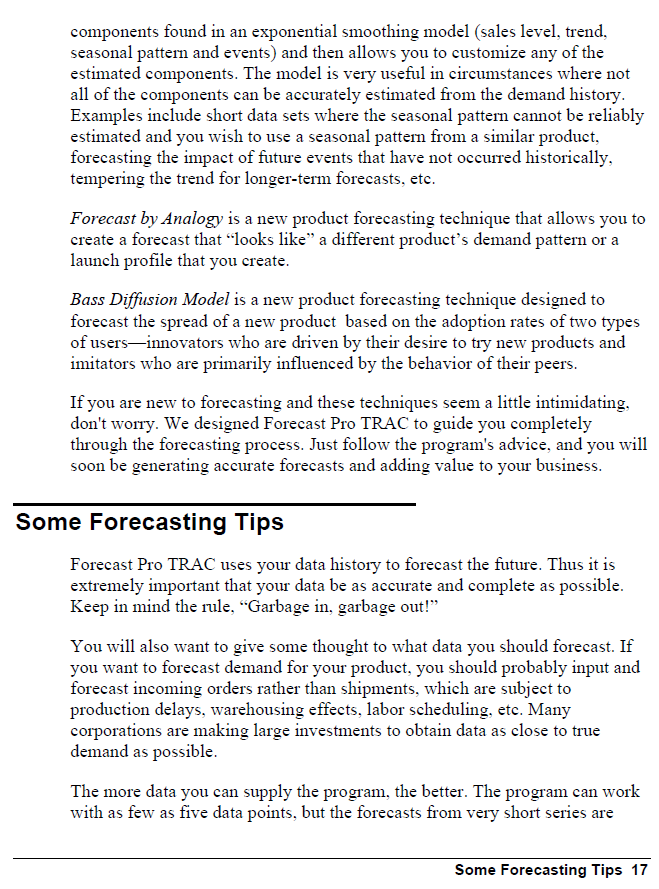 components found in an exponential smoothing model (sales level, trend,
seasonal pattern and events) and then allows you to customize any of the
estimated components. The model is very useful in circumstances where not
all of the components can be accurately estimated from the demand history.
Examples include short data sets where the seasonal pattern cannot be reliably
estimated and you wish to use a seasonal pattern from a similar product,
forecasting the impact of future events that have not occurred historically,
tempering the trend for longer-term forecasts, etc.
Forecast by Analogy is a new product forecasting technique that allows you to
create a forecast that “looks like” a different product’s demand pattern or a
launch profile that you create.
Bass Diffusion Model is a new product forecasting technique designed to
forecast the spread of a new product  based on the adoption rates of two types
of users—innovators who are driven by their desire to try new products and
imitators who are primarily influenced by the behavior of their peers.
If you are new to forecasting and these techniques seem a little intimidating,
don't worry. We designed Forecast Pro TRAC to guide you completely
through the forecasting process. Just follow the program's advice, and you will
soon be generating accurate forecasts and adding value to your business.
Some Forecasting Tips
Forecast Pro TRAC uses your data history to forecast the future. Thus it is
extremely important that your data be as accurate and complete as possible.
Keep in mind the rule, “Garbage in, garbage out!”
You will also want to give some thought to what data you should forecast. If
you want to forecast demand for your product, you should probably input and
forecast incoming orders rather than shipments, which are subject to
production delays, warehousing effects, labor scheduling, etc. Many
corporations are making large investments to obtain data as close to true
demand as possible.
The more data you can supply the program, the better. The program can work
with as few as five data points, but the forecasts from very short series are
Some Forecasting Tips 17